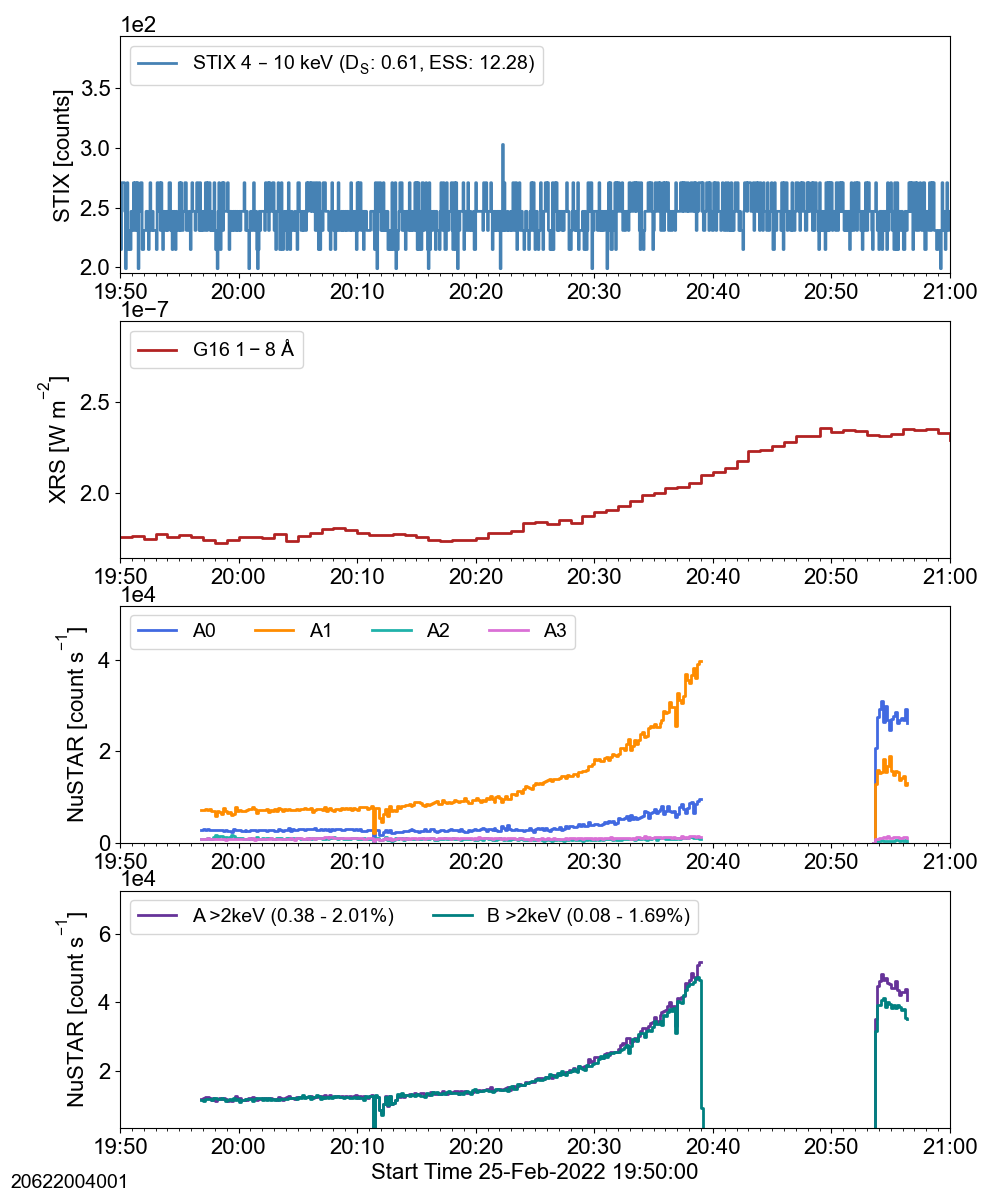 1e2
STIX 4 – 10 keV (D_S: 0.61, ESS: 12.28)
STIX [counts]
3.5
3.0
2.5
2.0
19:50 20:00 20:10 20:20 20:30 20:40 20:50 21:00
1e−7
G16 1 – 8 Å
XRS [W m⁻²]
2.5
2.0
19:50 20:00 20:10 20:20 20:30 20:40 20:50 21:00
1e4
A0 A1 A2 A3
NuSTAR [count s⁻¹]
4
2
0
19:50 20:00 20:10 20:20 20:30 20:40 20:50 21:00
1e4
A >2keV (0.38 - 2.01%) B >2keV (0.08 - 1.69%)
NuSTAR [count s⁻¹]
6
4
2
19:50 20:00 20:10 20:20 20:30 20:40 20:50 21:00
Start Time 25-Feb-2022 19:50:00
20622004001